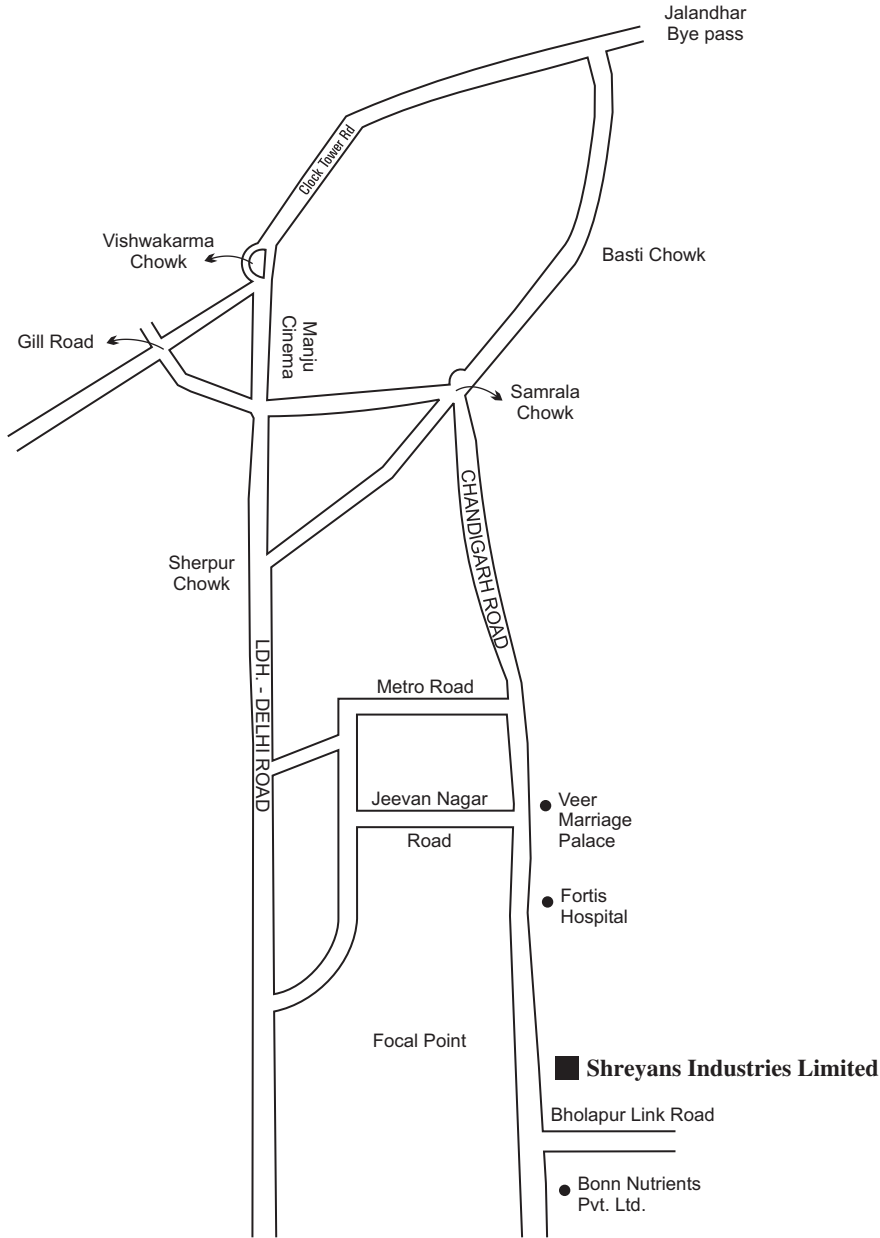 Jalandhar
Bye pass
Clock Tower Rd
Vishwakarma
Chowk
Basti Chowk
Gill Road
Manju
Cinema
Samrala
Chowk
CHANDIGARH ROAD
Sherpur
Chowk
LDH. - DELHI ROAD
Metro Road
Jeevan Nagar
Road
Veer
Marriage
Palace
Fortis
Hospital
Focal Point
Shreyans Industries Limited
Bholapur Link Road
Bonn Nutrients
Pvt. Ltd.